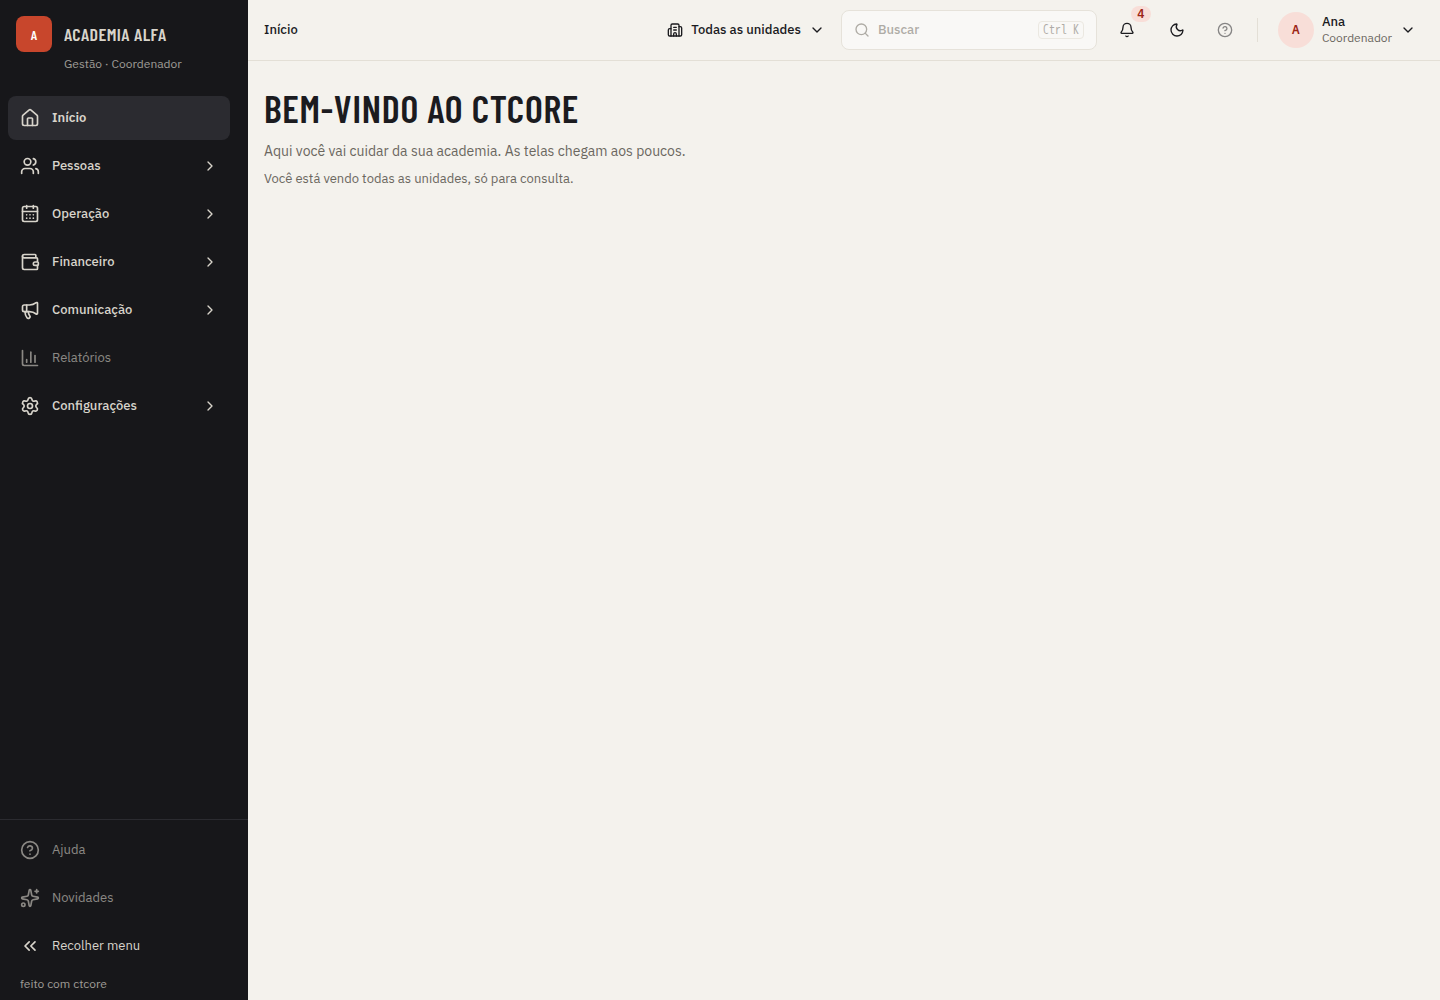 A
ACADEMIA ALFA
Gestão · Coordenador
Início
Pessoas
Operação
Financeiro
Comunicação
Relatórios
Configurações
Ajuda
Novidades
Recolher menu
feito com ctcore
Início
Todas as unidades
Buscar
Ctrl K
4
A
Ana
Coordenador
BEM-VINDO AO CTCORE
Aqui você vai cuidar da sua academia. As telas chegam aos poucos.
Você está vendo todas as unidades, só para consulta.